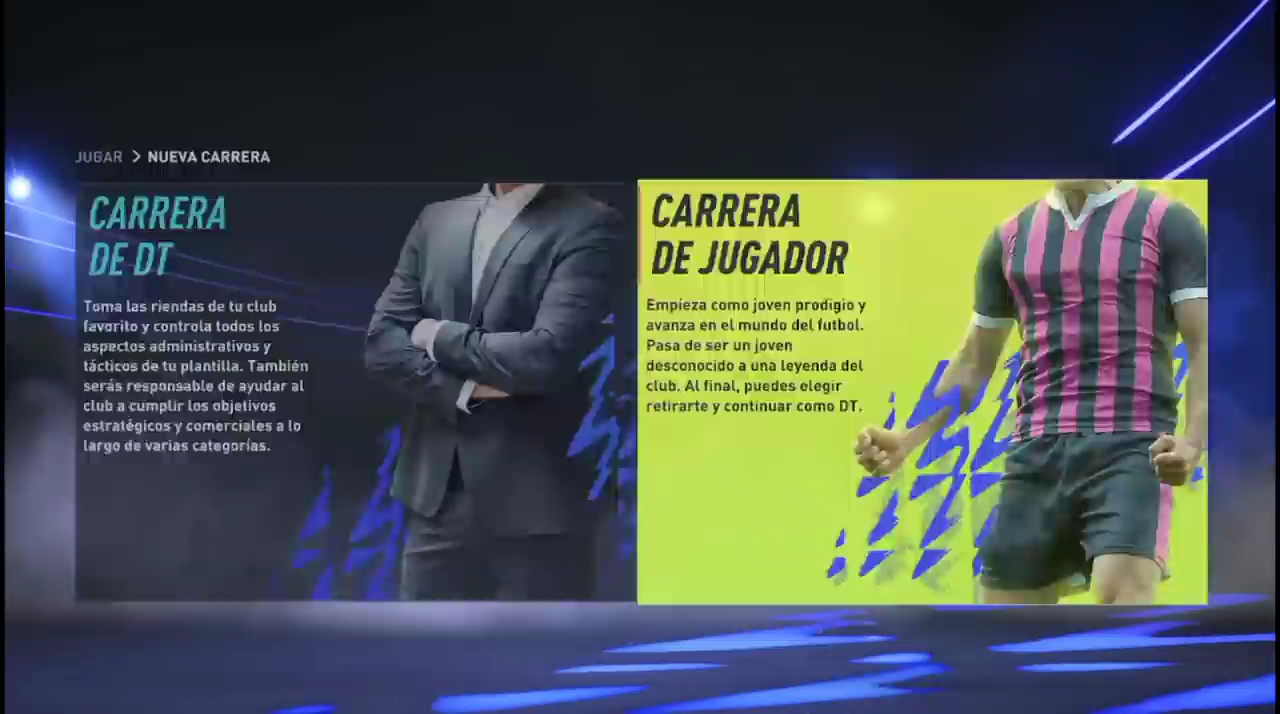 JUGAR > NUEVA CARRERA
CARRERA
DE DT
Toma las riendas de tu club
favorito y controla todos los
aspectos administrativos y
tácticos de tu plantilla. También
serás responsable de ayudar al
club a cumplir los objetivos
estratégicos y comerciales a lo
largo de varias categorías.
CARRERA
DE JUGADOR
Empieza como joven prodigio y
avanza en el mundo del futbol.
Pasa de ser un joven
desconocido a una leyenda del
club. Al final, puedes elegir
retirarte y continuar como DT.